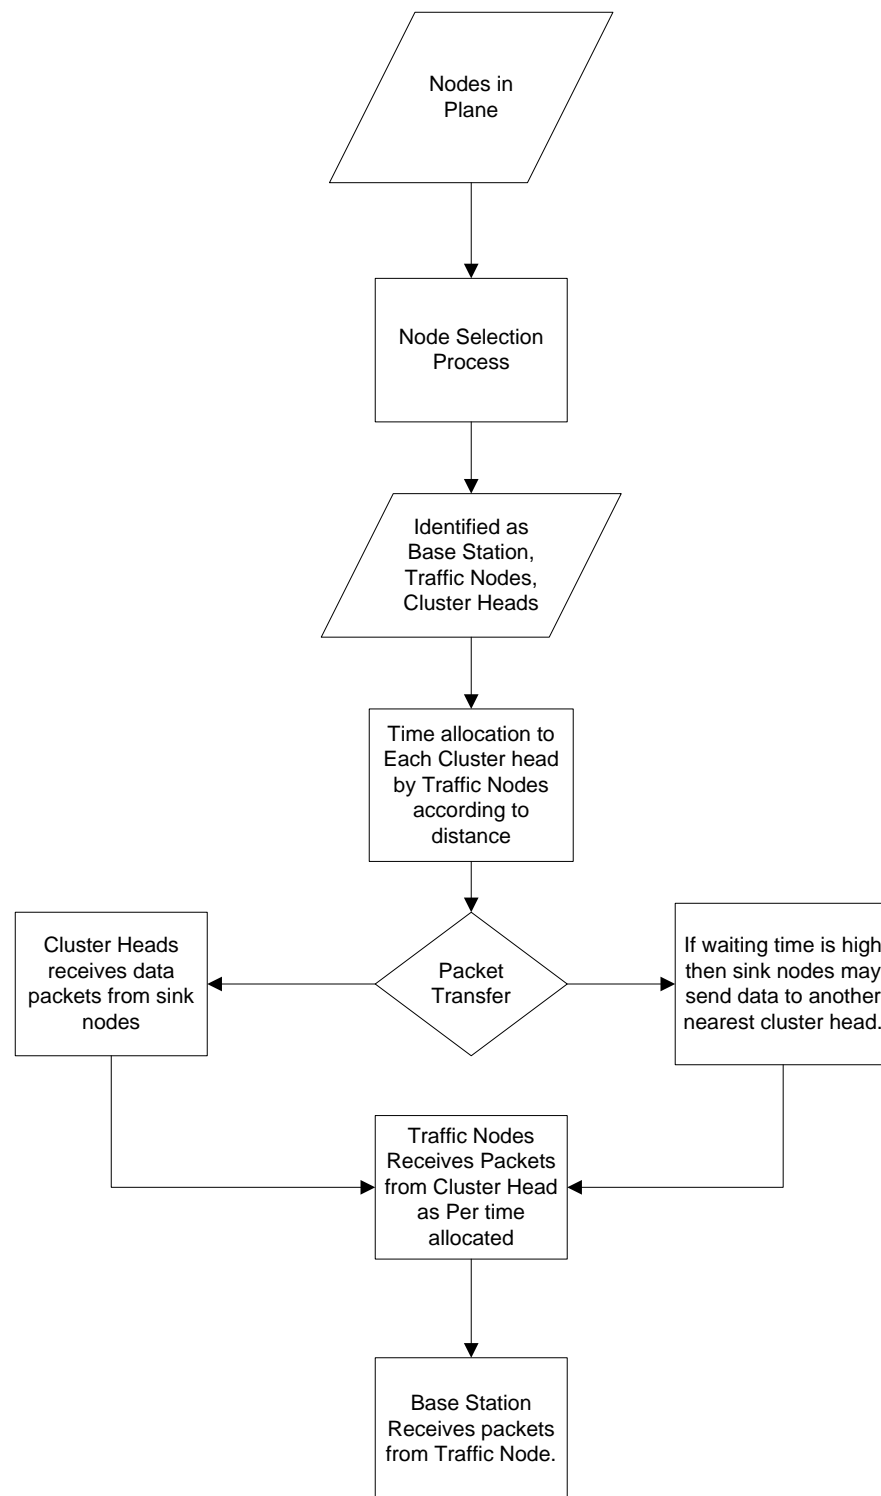 Nodes in
Plane
Node Selection
Process
Identified as
Base Station,
Traffic Nodes,
Cluster Heads
Time allocation to
Each Cluster head
by Traffic Nodes
according to
distance
Cluster Heads
receives data
packets from sink
nodes
Packet
Transfer
If waiting time is high
then sink nodes may
send data to another
nearest cluster head.
Traffic Nodes
Receives Packets
from Cluster Head
as Per time
allocated
Base Station
Receives packets
from Traffic Node.